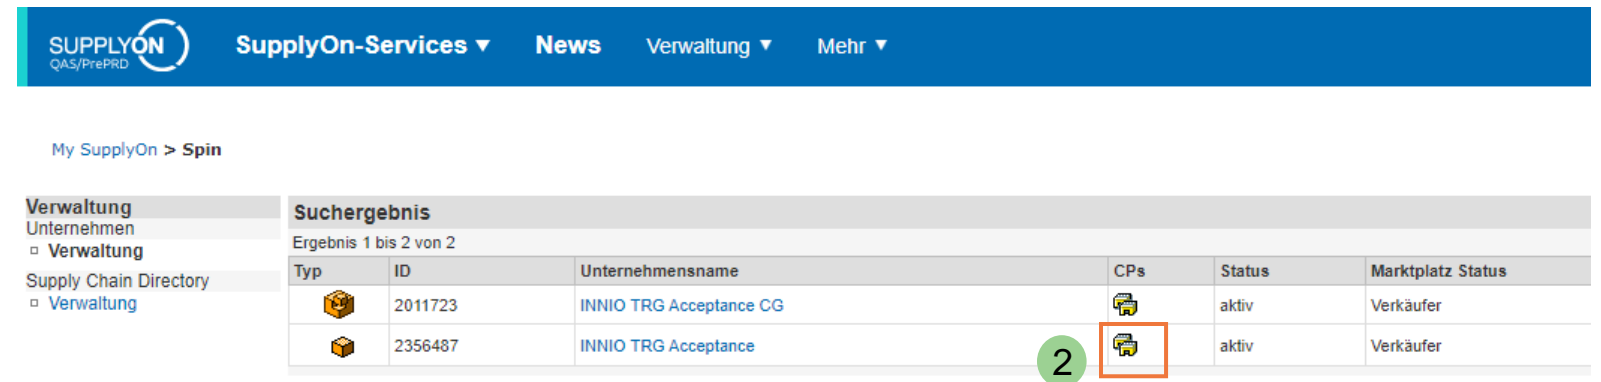 SUPPLYON
QAS/PrePRD
SupplyOn-Services ▼ News Verwaltung ▼ Mehr ▼
My SupplyOn > Spin
Verwaltung
Unternehmen
Verwaltung
Supply Chain Directory
Verwaltung
Suchergebnis
Ergebnis 1 bis 2 von 2
Typ ID Unternehmensname CPs Status Marktplatz Status
2011723 INNIO TRG Acceptance CG aktiv Verkäufer
2356487 INNIO TRG Acceptance aktiv Verkäufer
2